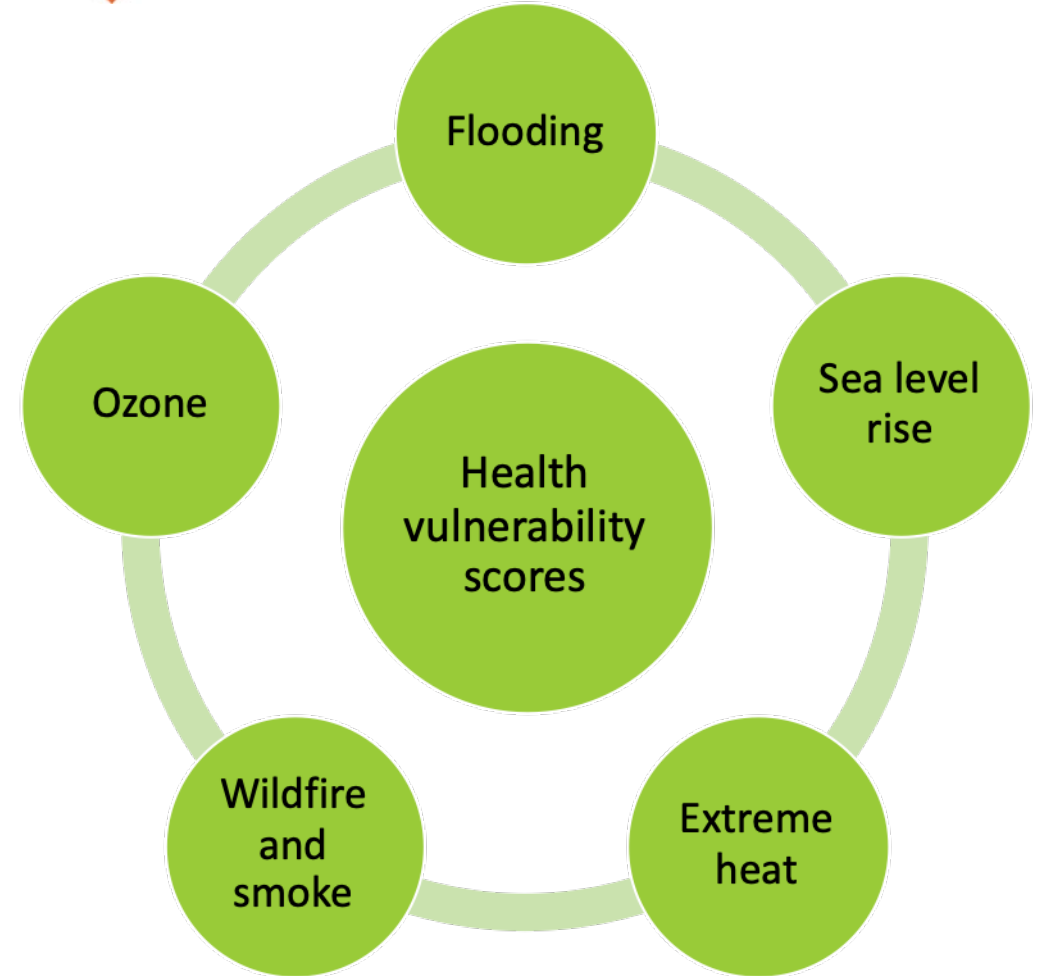 Flooding
Sea level
rise
Extreme
heat
Wildfire
and
smoke
Ozone
Health
vulnerability
scores